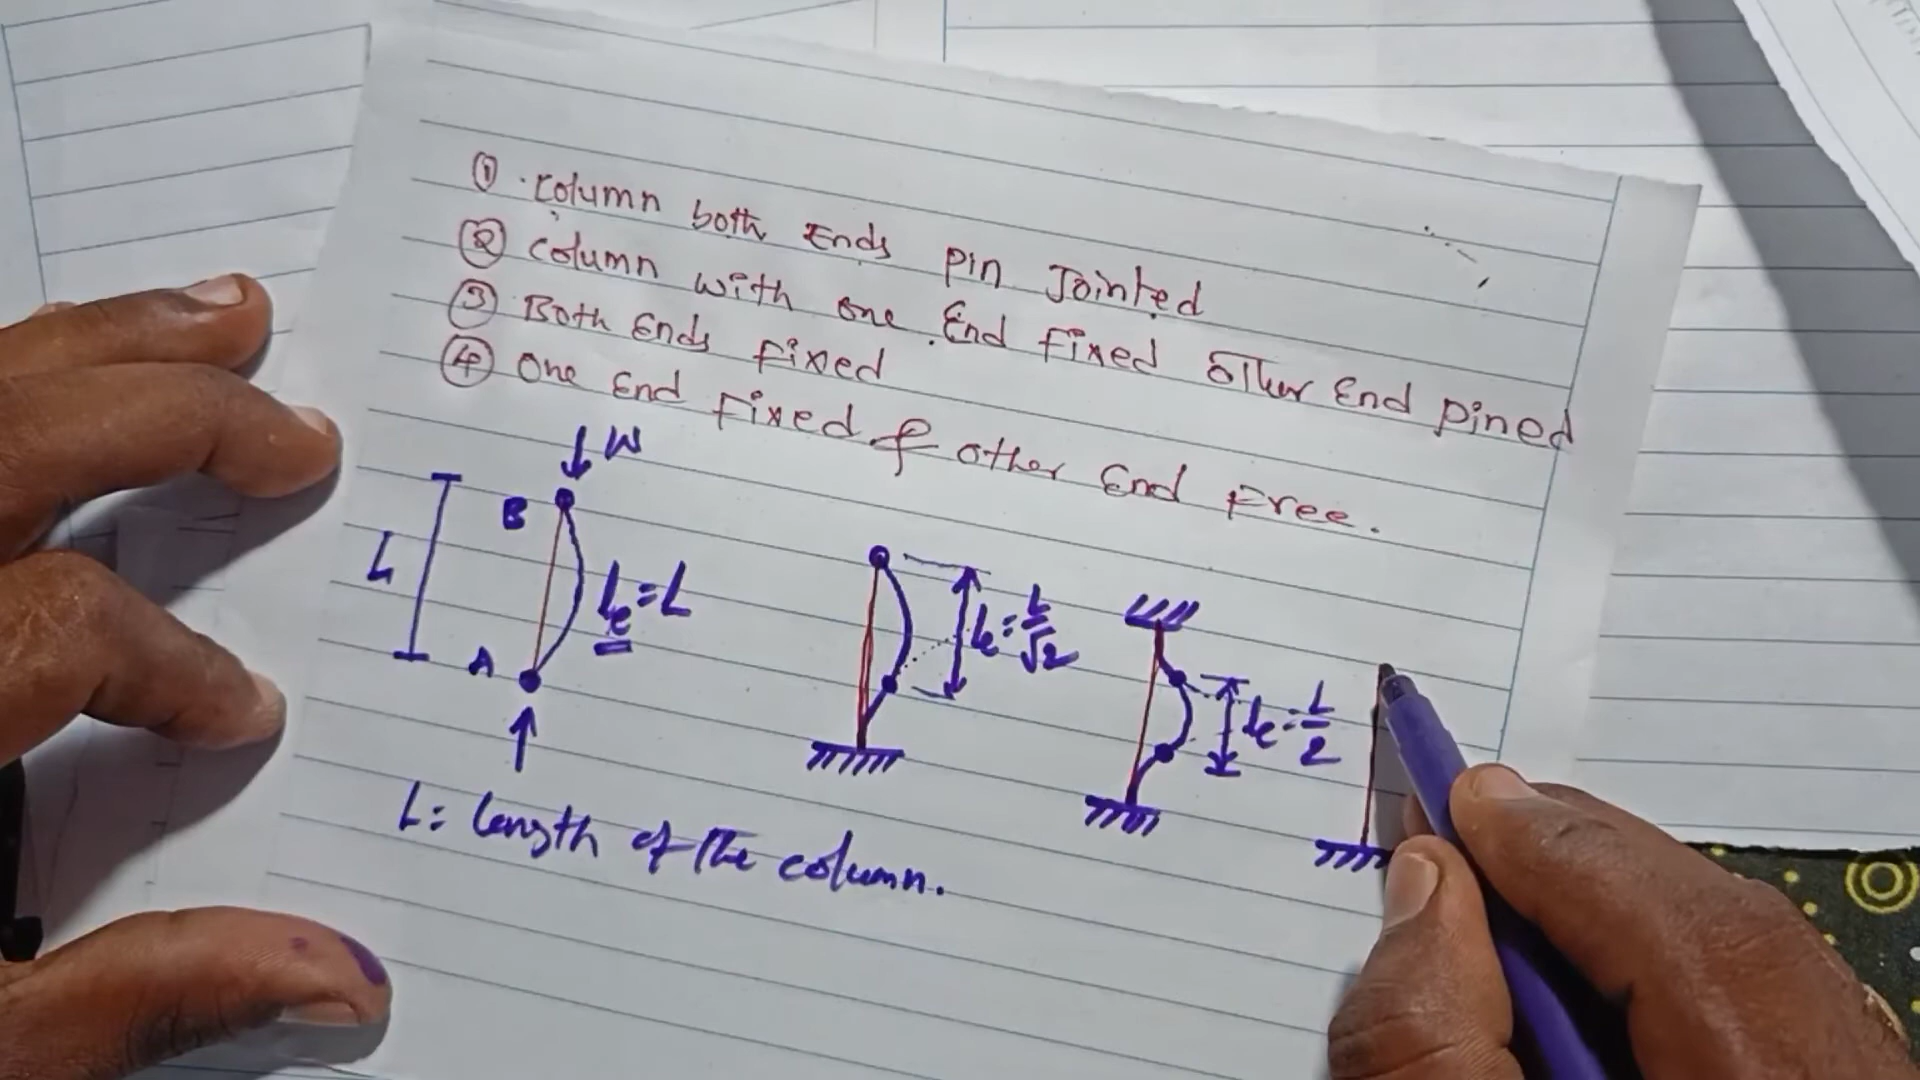 ① Column both Ends Pin Jointed
② Column with one End Fixed Other End Pined
③ Both Ends Fixed
④ One End Fixed & other End Free.
W
B
L
le=L
A
le=L/√2
le=L/2
L= Length of the column.